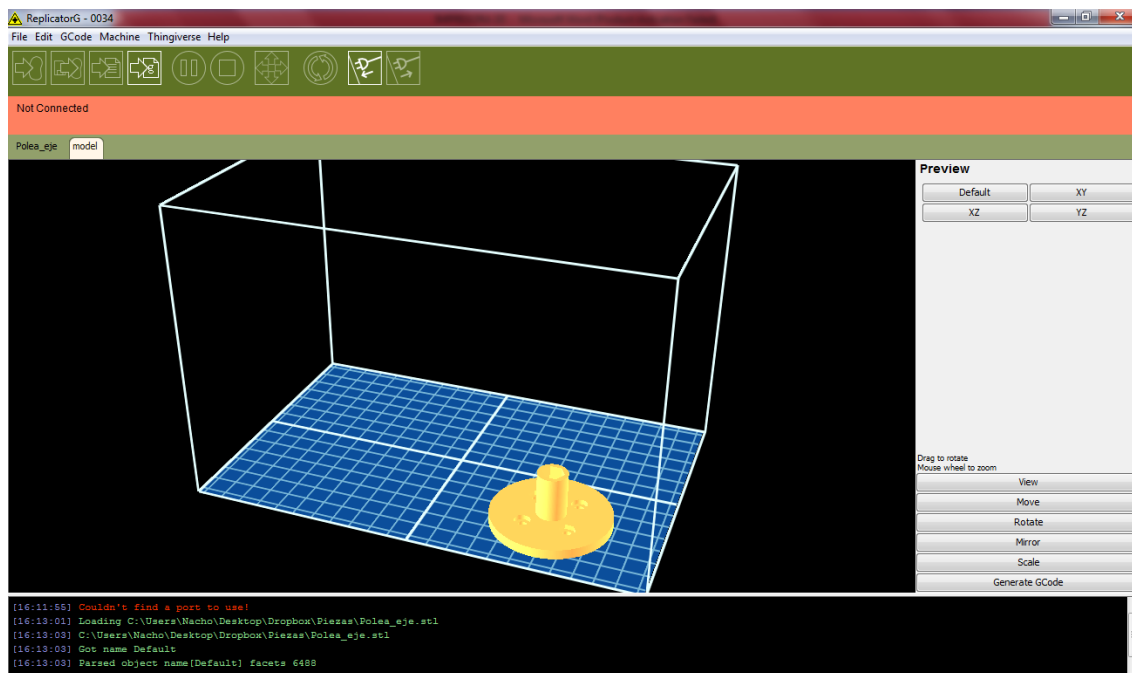 ReplicatorG - 0034
File Edit GCode Machine Thingiverse Help
Not Connected
Polea_eje model
Preview
Default XY
XZ YZ
Drag to rotate
Mouse wheel to zoom
View
Move
Rotate
Mirror
Scale
Generate GCode
[16:11:55] Couldn't find a port to use!
[16:13:01] Loading C:\Users\Nacho\Desktop\Dropbox\Piezas\Polea_eje.stl
[16:13:03] C:\Users\Nacho\Desktop\Dropbox\Piezas\Polea_eje.stl
[16:13:03] Got name Default
[16:13:03] Parsed object name[Default] facets 6488